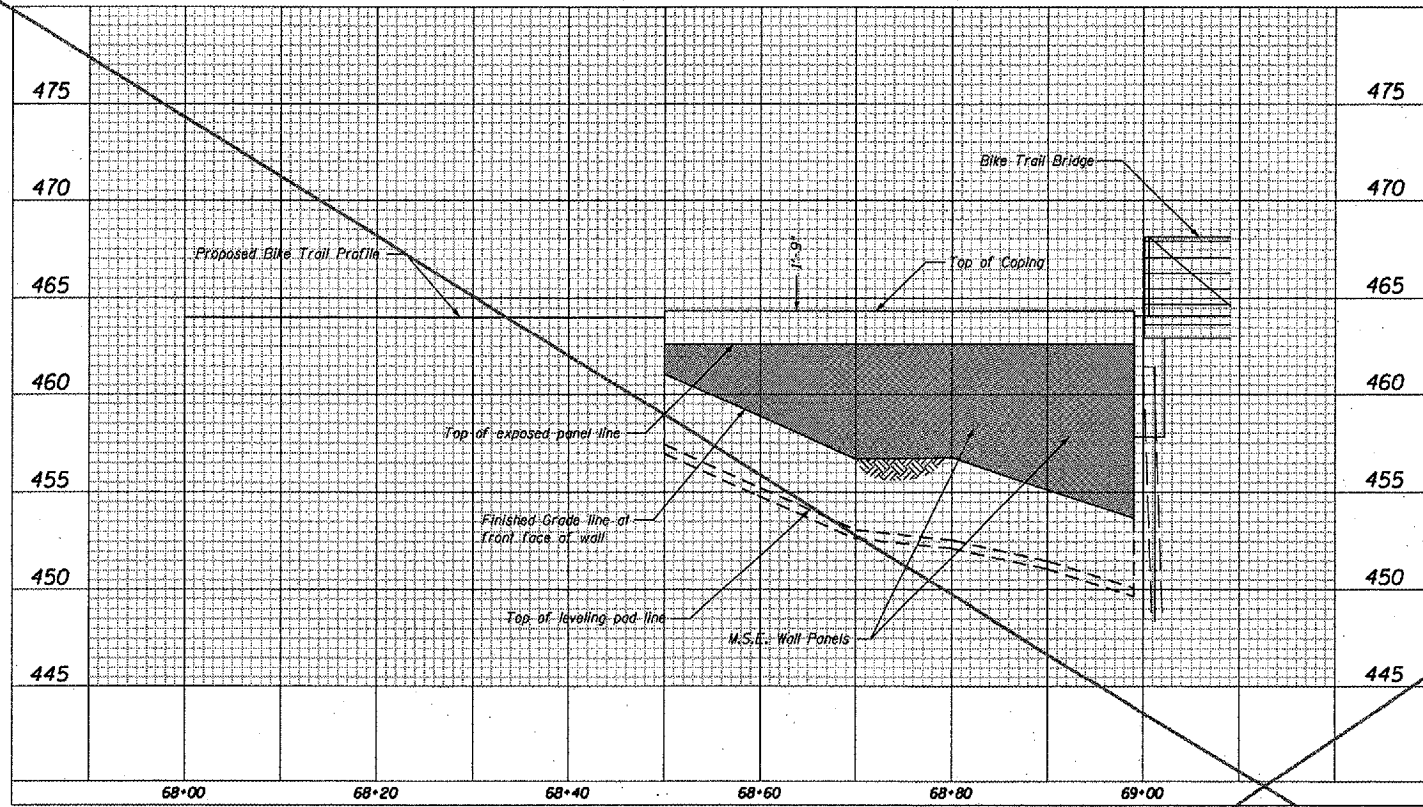 475 475
Bike Trail Bridge
470 470
Proposed Bike Trail Profile
1'-9"
Top of Coping
465 465
460 460
Top of exposed panel line
455 455
Finished Grade line at
front face of wall
450 450
Top of leveling pad line
M.S.E. Wall Panels
445 445
68+00 68+20 68+40 68+60 68+80 69+00